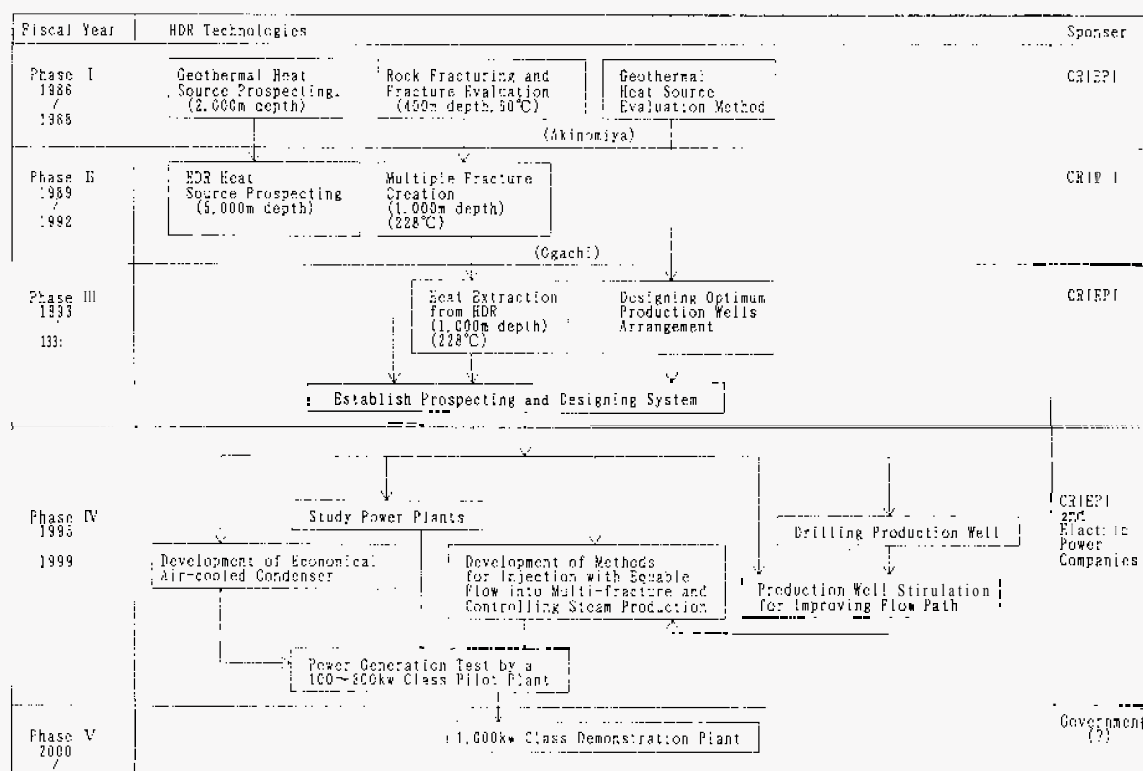 Fiscal Year HDR Technologies Sponser
Phase I
1986
/
1988
Geothermal Heat
Source Prospecting.
(2,000m depth)
Rock Fracturing and
Fracture Evaluation
(400m depth, 60℃)
Geothermal
Heat Source
Evaluation Method
CRIEPI
(Akinomiya)
Phase II
1989
/
1992
HDR Heat
Source Prospecting
(5,000m depth)
Multiple Fracture
Creation
(1,000m depth)
(228℃)
(Ogachi)
Phase III
1993
/
Heat Extraction
from HDR
(1,000m depth)
(228℃)
Designing Optimum
Production Wells
Arrangement
CRIEPI
Establish Prospecting and Designing System
Phase IV
1995
1999
Study Power Plants
Drilling Production Well
CRIEPI
and
Electric
Power
Companies
Development of Economical
Air-cooled Condenser
Development of Methods
for Injection with Equable
Flow into Multi-fracture and
Controlling Steam Production
Production Well
for Improving Flow Path
Power Generation Test by a
Class Pilot Plant
Phase V
2000
/
Class Demonstration Plant
Government
(?)